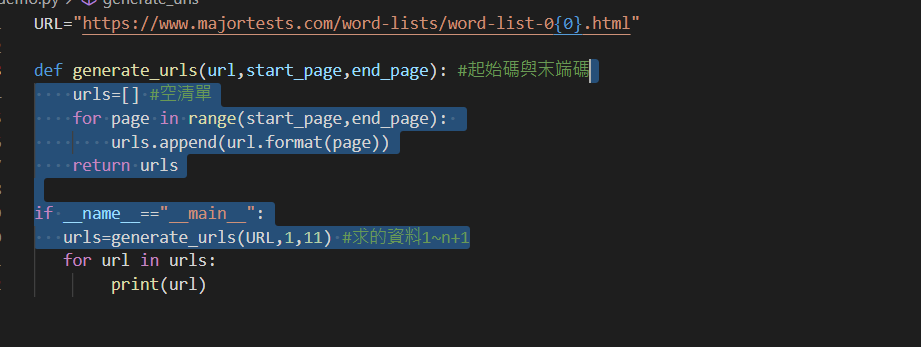 demo.py > generate_urls
URL="https://www.majortests.com/word-lists/word-list-0{0}.html"
def generate_urls(url,start_page,end_page): #起始碼與末端碼
urls=[] #空清單
for page in range(start_page,end_page):
urls.append(url.format(page))
return urls
if __name__=="__main__":
urls=generate_urls(URL,1,11) #求的資料1~n+1
for url in urls:
print(url)